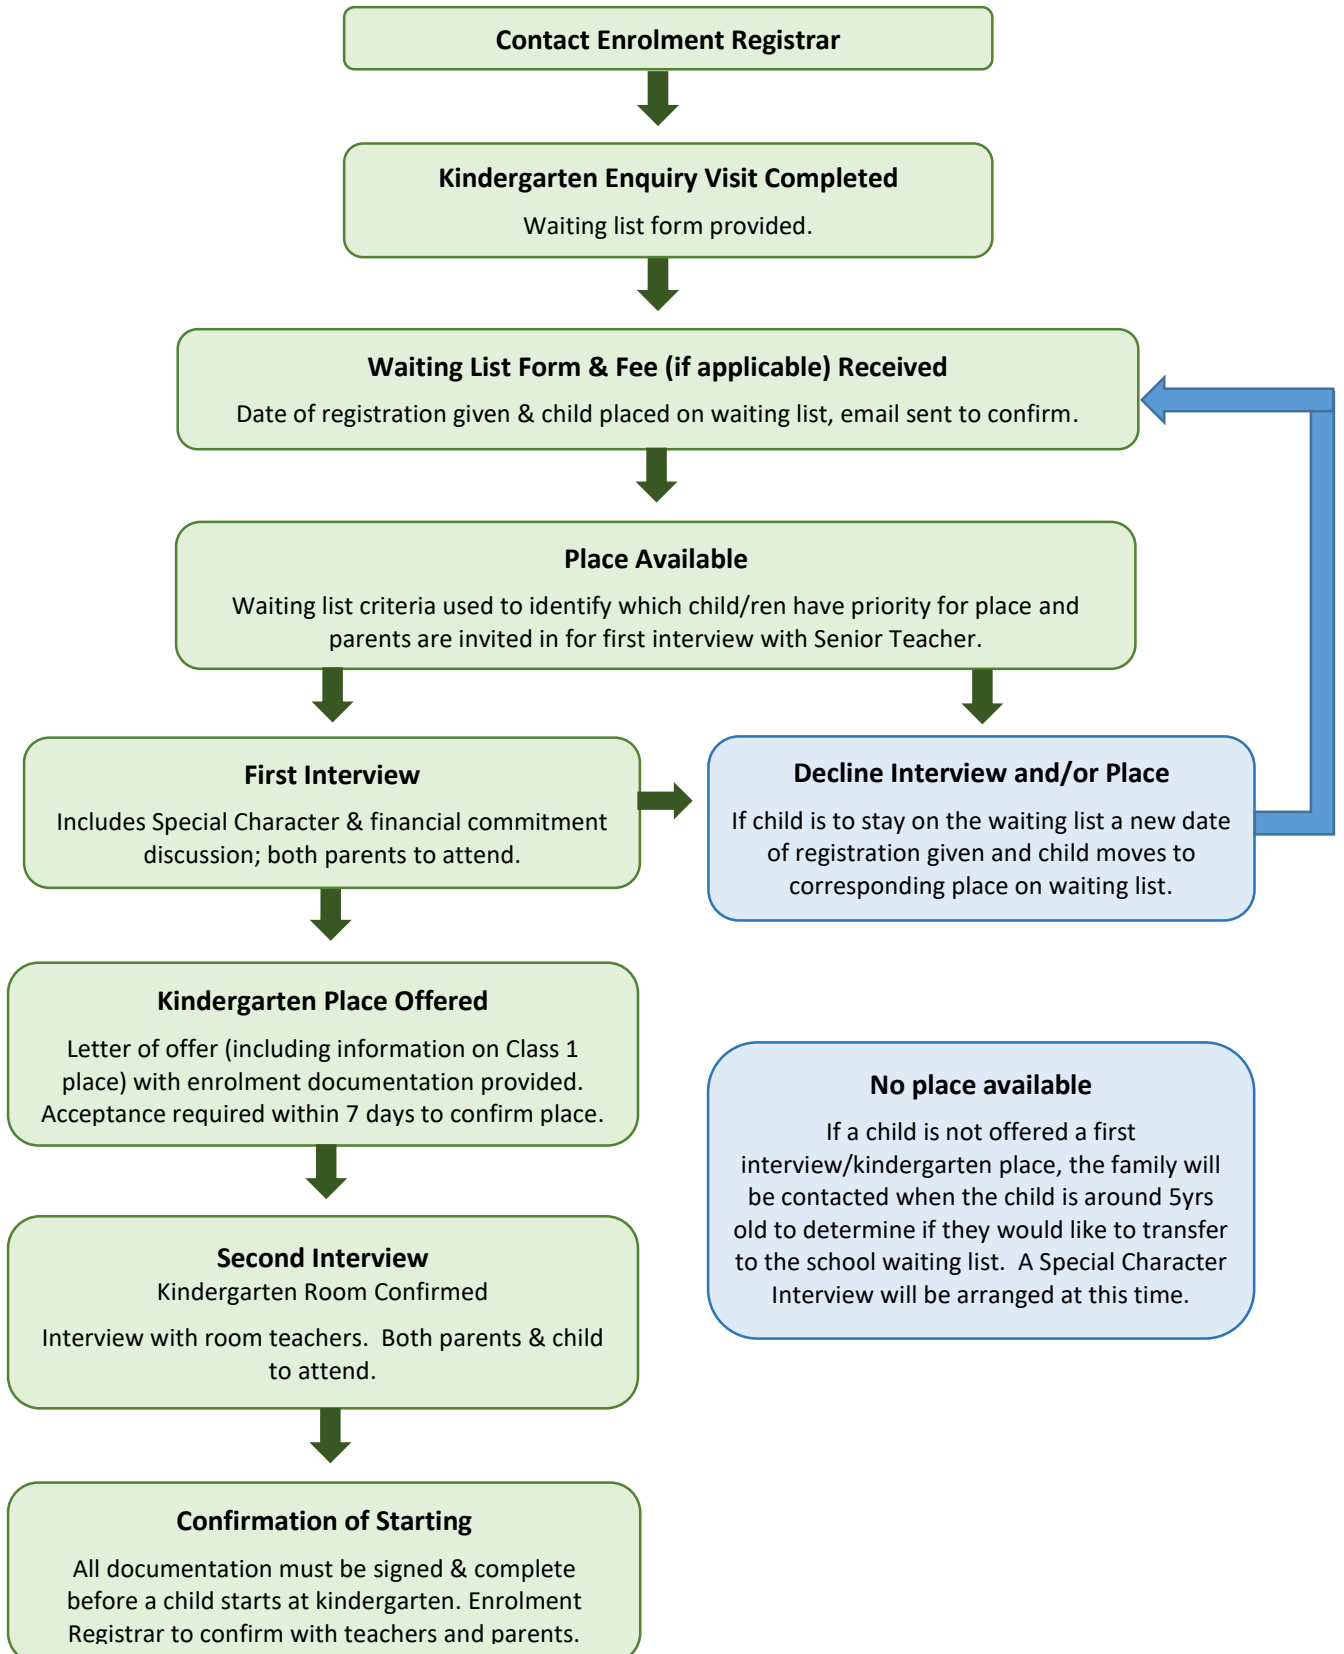 Contact Enrolment Registrar
Kindergarten Enquiry Visit Completed
Waiting list form provided.
Waiting List Form & Fee (if applicable) Received
Date of registration given & child placed on waiting list, email sent to confirm.
Place Available
Waiting list criteria used to identify which child/ren have priority for place and
parents are invited in for first interview with Senior Teacher.
First Interview
Includes Special Character & financial commitment
discussion; both parents to attend.
Decline Interview and/or Place
If child is to stay on the waiting list a new date
of registration given and child moves to
corresponding place on waiting list.
Kindergarten Place Offered
Letter of offer (including information on Class 1
place) with enrolment documentation provided.
Acceptance required within 7 days to confirm place.
No place available
If a child is not offered a first
interview/kindergarten place, the family will
be contacted when the child is around 5yrs
old to determine if they would like to transfer
to the school waiting list.  A Special Character
Interview will be arranged at this time.
Second Interview
Kindergarten Room Confirmed
Interview with room teachers.  Both parents & child
to attend.
Confirmation of Starting
All documentation must be signed & complete
before a child starts at kindergarten. Enrolment
Registrar to confirm with teachers and parents.